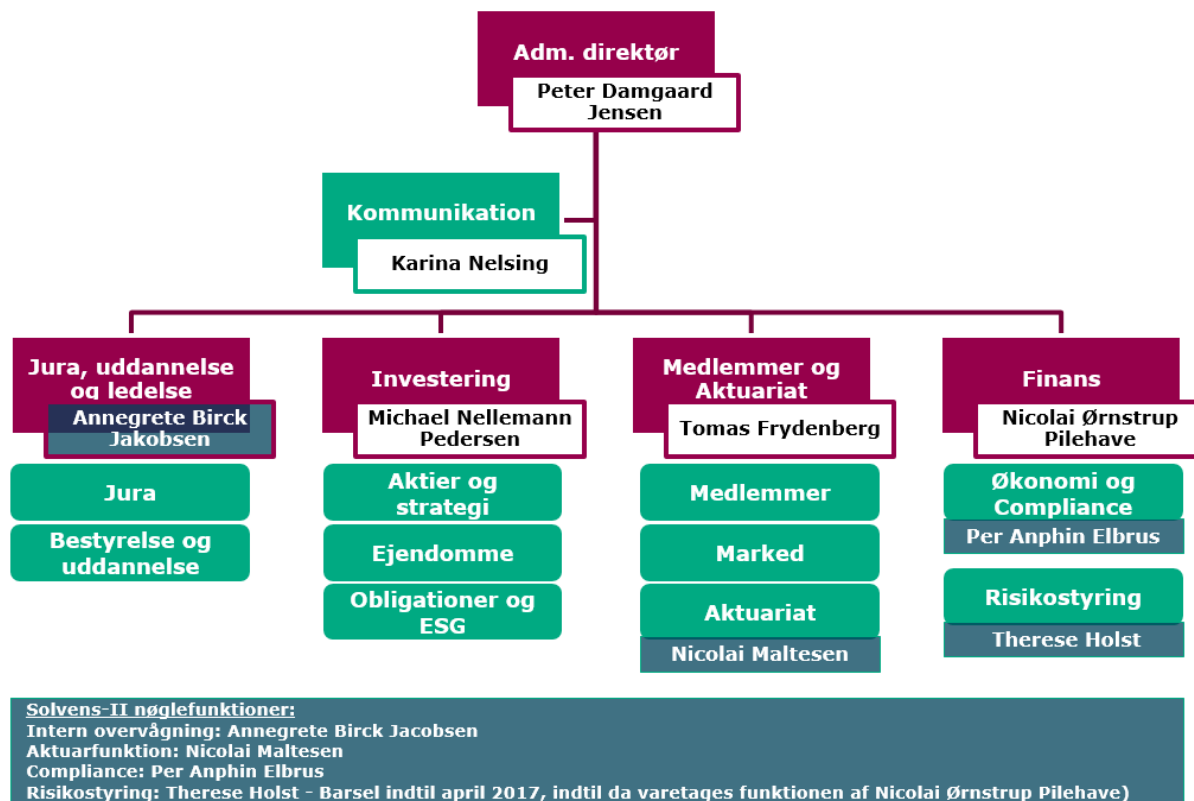 Adm. direktør
Peter Damgaard
Jensen
Kommunikation
Karina Nelsing
Jura, uddannelse
og ledelse
Annegrete Birck
Jakobsen
Jura
Bestyrelse og
uddannelse
Investering
Michael Nellemann
Pedersen
Aktier og
strategi
Ejendomme
Obligationer og
ESG
Medlemmer og
Aktuariat
Tomas Frydenberg
Medlemmer
Marked
Aktuariat
Nicolai Maltesen
Finans
Nicolai Ørnstrup
Pilehave
Økonomi og
Compliance
Per Anphin Elbrus
Risikostyring
Therese Holst
Solvens-II nøglefunktioner:
Intern overvågning: Annegrete Birck Jacobsen
Aktuarfunktion: Nicolai Maltesen
Compliance: Per Anphin Elbrus
Risikostyring: Therese Holst - Barsel indtil april 2017, indtil da varetages funktionen af Nicolai Ørnstrup Pilehave)